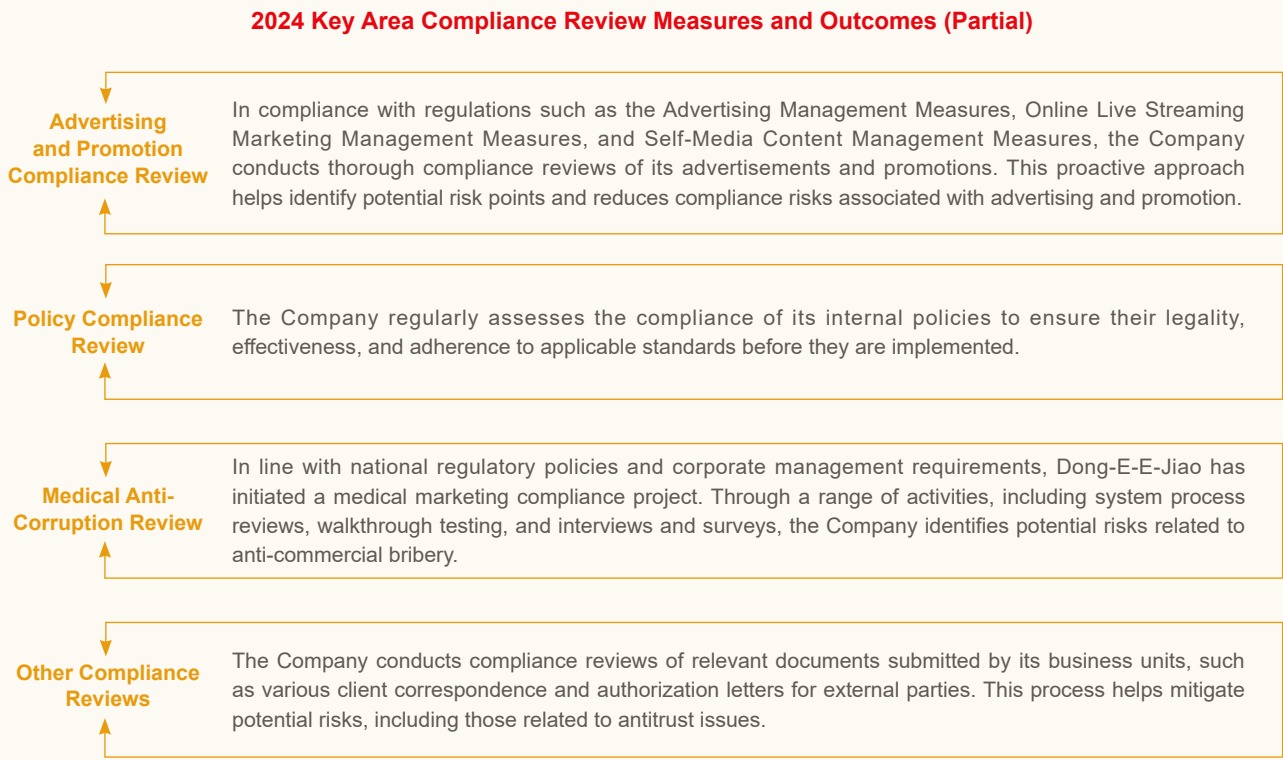 2024 Key Area Compliance Review Measures and Outcomes (Partial)
Advertising
and Promotion
Compliance Review
In compliance with regulations such as the Advertising Management Measures, Online Live Streaming
Marketing Management Measures, and Self-Media Content Management Measures, the Company
conducts thorough compliance reviews of its advertisements and promotions. This proactive approach
helps identify potential risk points and reduces compliance risks associated with advertising and promotion.
Policy Compliance
Review
The Company regularly assesses the compliance of its internal policies to ensure their legality,
effectiveness, and adherence to applicable standards before they are implemented.
Medical Anti-
Corruption Review
In line with national regulatory policies and corporate management requirements, Dong-E-E-Jiao has
initiated a medical marketing compliance project. Through a range of activities, including system process
reviews, walkthrough testing, and interviews and surveys, the Company identifies potential risks related to
anti-commercial bribery.
Other Compliance
Reviews
The Company conducts compliance reviews of relevant documents submitted by its business units, such
as various client correspondence and authorization letters for external parties. This process helps mitigate
potential risks, including those related to antitrust issues.